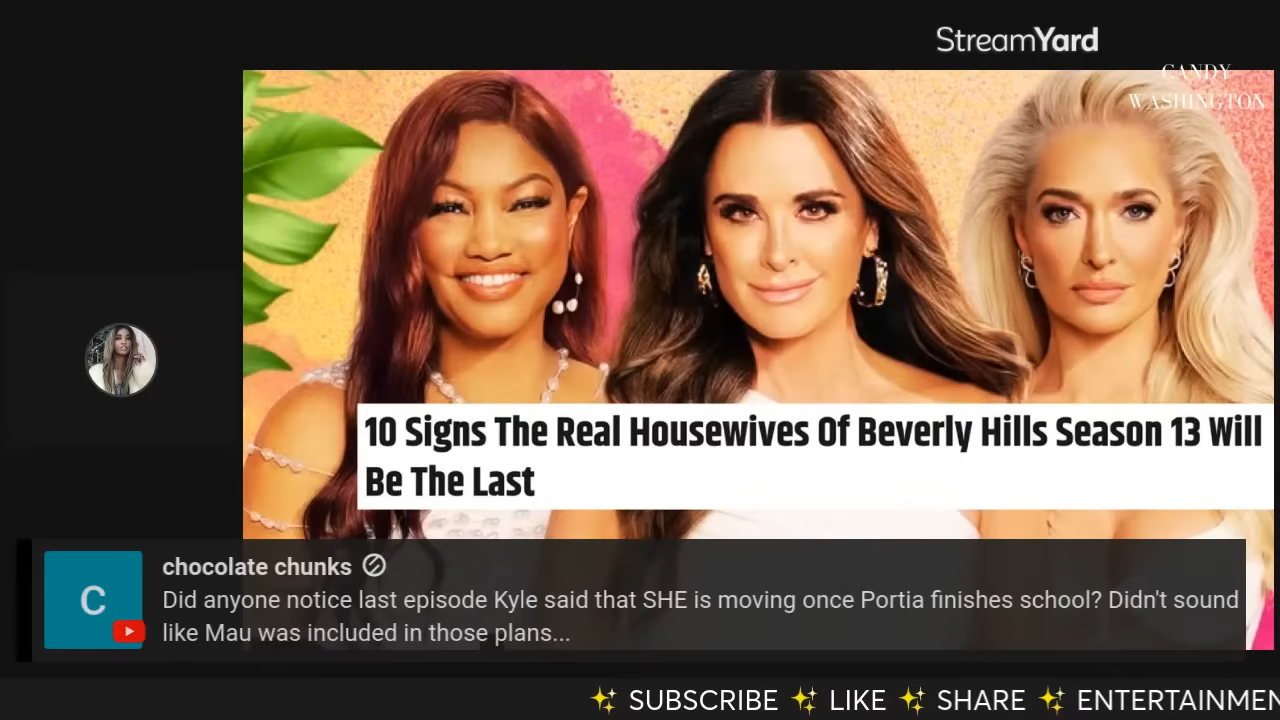 StreamYard
CANDY
WASHINGTON
10 Signs The Real Housewives Of Beverly Hills Season 13 Will
Be The Last
C
chocolate chunks
Did anyone notice last episode Kyle said that SHE is moving once Portia finishes school? Didn't sound
like Mau was included in those plans...
✨ SUBSCRIBE ✨ LIKE ✨ SHARE ✨ ENTERTAINMEN